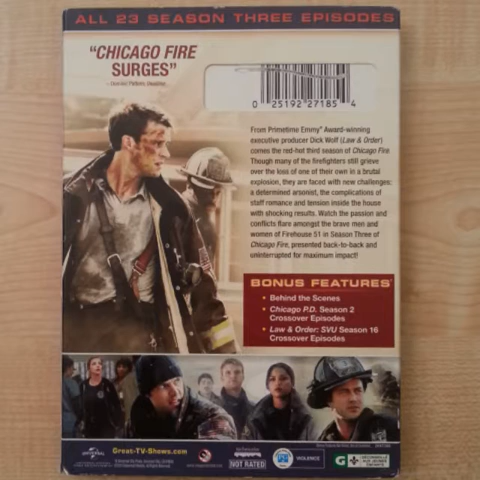 ALL 23 SEASON THREE EPISODES
"CHICAGO FIRE
SURGES"
0 25192 27185 4
From Primetime Emmy® Award-winning
executive producer Dick Wolf (Law & Order)
comes the red-hot third season of Chicago Fire
Though many of the firefighters still grieve
over the loss of one of their own in a brutal
explosion, they are faced with new challenges:
a determined arsonist, the complications of
staff romance and tension inside the house
with shocking results. Watch the passion and
conflicts flare amongst the brave men and
women of Firehouse 51 in Season Three of
Chicago Fire, presented back-to-back and
uninterrupted for maximum impact!
BONUS FEATURES
• Behind the Scenes
• Chicago P.D. Season 2
Crossover Episodes
• Law & Order: SVU Season 16
Crossover Episodes
UNIVERSAL
Great-TV-Shows.com
NOT RATED
VIOLENCE
G